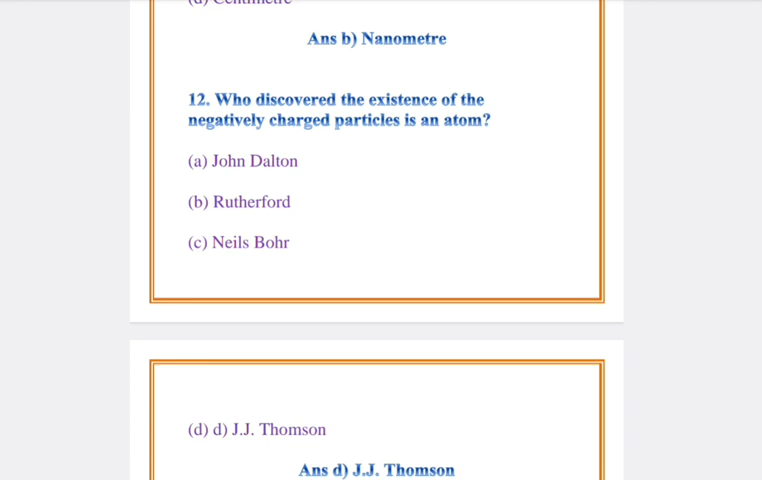 Ans b) Nanometre
12. Who discovered the existence of the
negatively charged particles is an atom?
(a) John Dalton
(b) Rutherford
(c) Neils Bohr
(d) d) J.J. Thomson
Ans d) J.J. Thomson